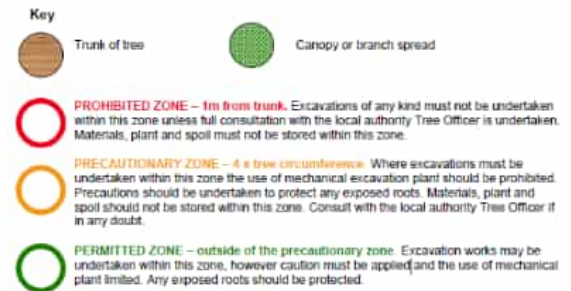 Key
Trunk of tree
Canopy or branch spread
PROHIBITED ZONE – 1m from trunk. Excavations of any kind must not be undertaken
within this zone unless full consultation with the local authority Tree Officer is undertaken.
Materials, plant and spoil must not be stored within this zone.
PRECAUTIONARY ZONE – 4 x tree circumference. Where excavations must be
undertaken within this zone the use of mechanical excavation plant should be prohibited.
Precautions should be undertaken to protect any exposed roots. Materials, plant and
spoil should not be stored within this zone. Consult with the local authority Tree Officer if
in any doubt.
PERMITTED ZONE – outside of the precautionary zone. Excavation works may be
undertaken within this zone, however caution must be applied and the use of mechanical
plant limited. Any exposed roots should be protected.